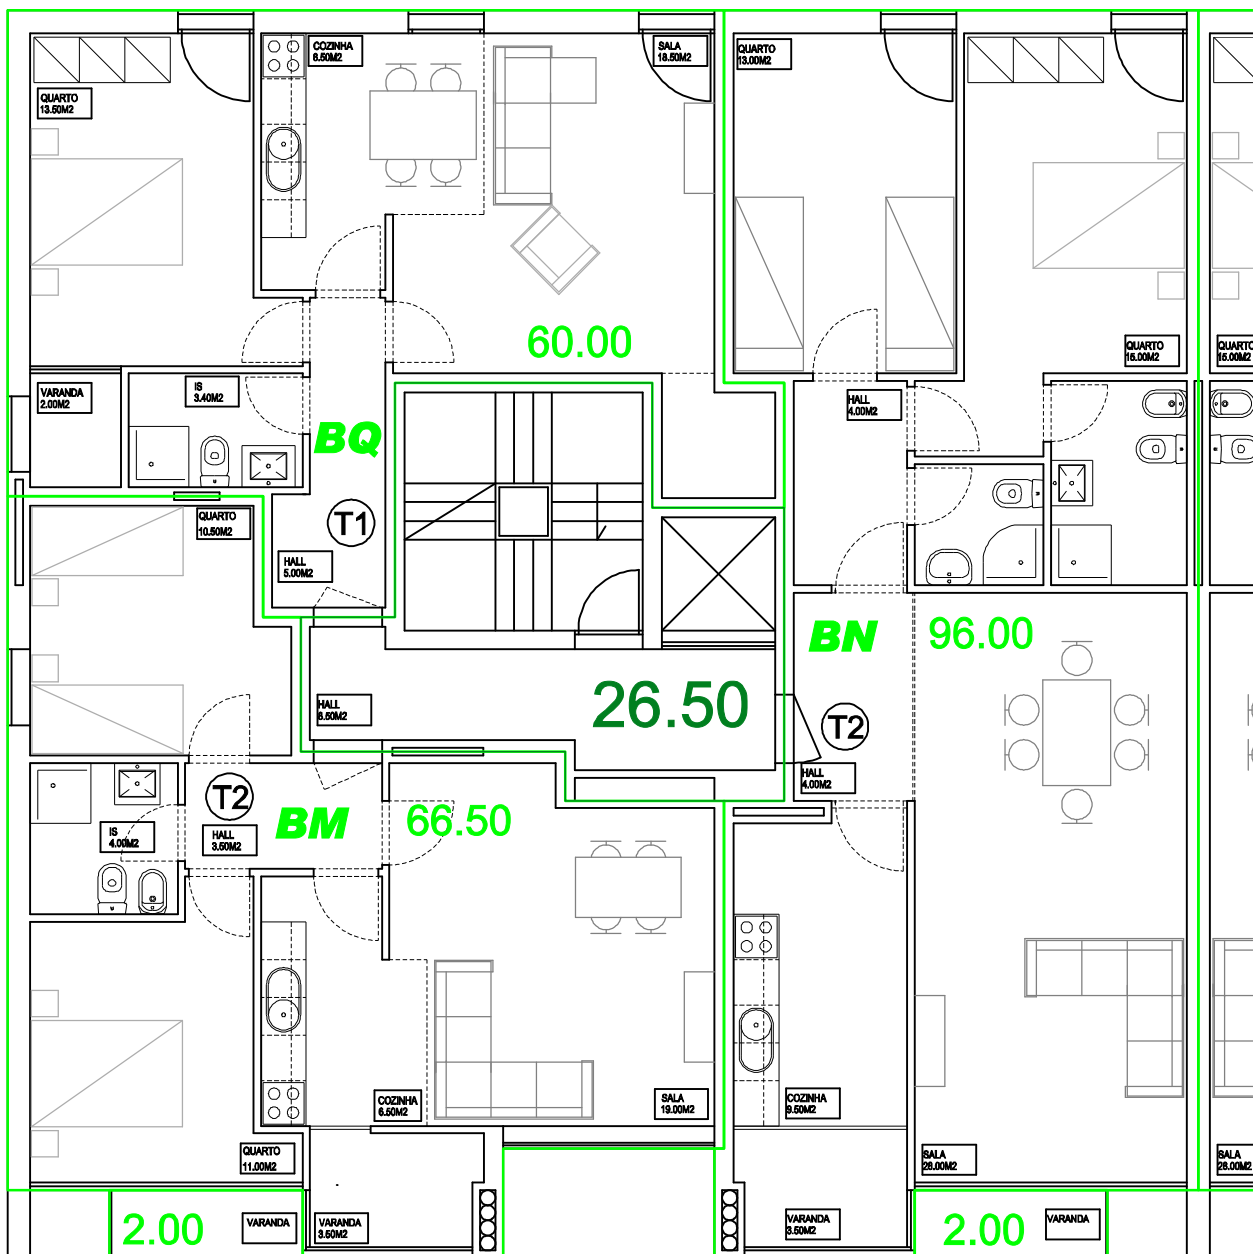 COZINHA
6.50M2
SALA
18.50M2
QUARTO
13.00M2
QUARTO
13.50M2
60.00
QUARTO
15.00M2
QUARTO
15.00M2
VARANDA
2.00M2
IS
3.40M2
HALL
4.00M2
BQ
T1
QUARTO
10.50M2
HALL
5.00M2
BN
96.00
26.50
HALL
6.50M2
T2
HALL
4.00M2
T2
BM
66.50
IS
4.00M2
HALL
3.50M2
COZINHA
6.50M2
SALA
19.00M2
COZINHA
9.50M2
QUARTO
11.00M2
SALA
26.00M2
SALA
26.00M2
2.00
VARANDA
VARANDA
3.50M2
VARANDA
3.50M2
2.00
VARANDA